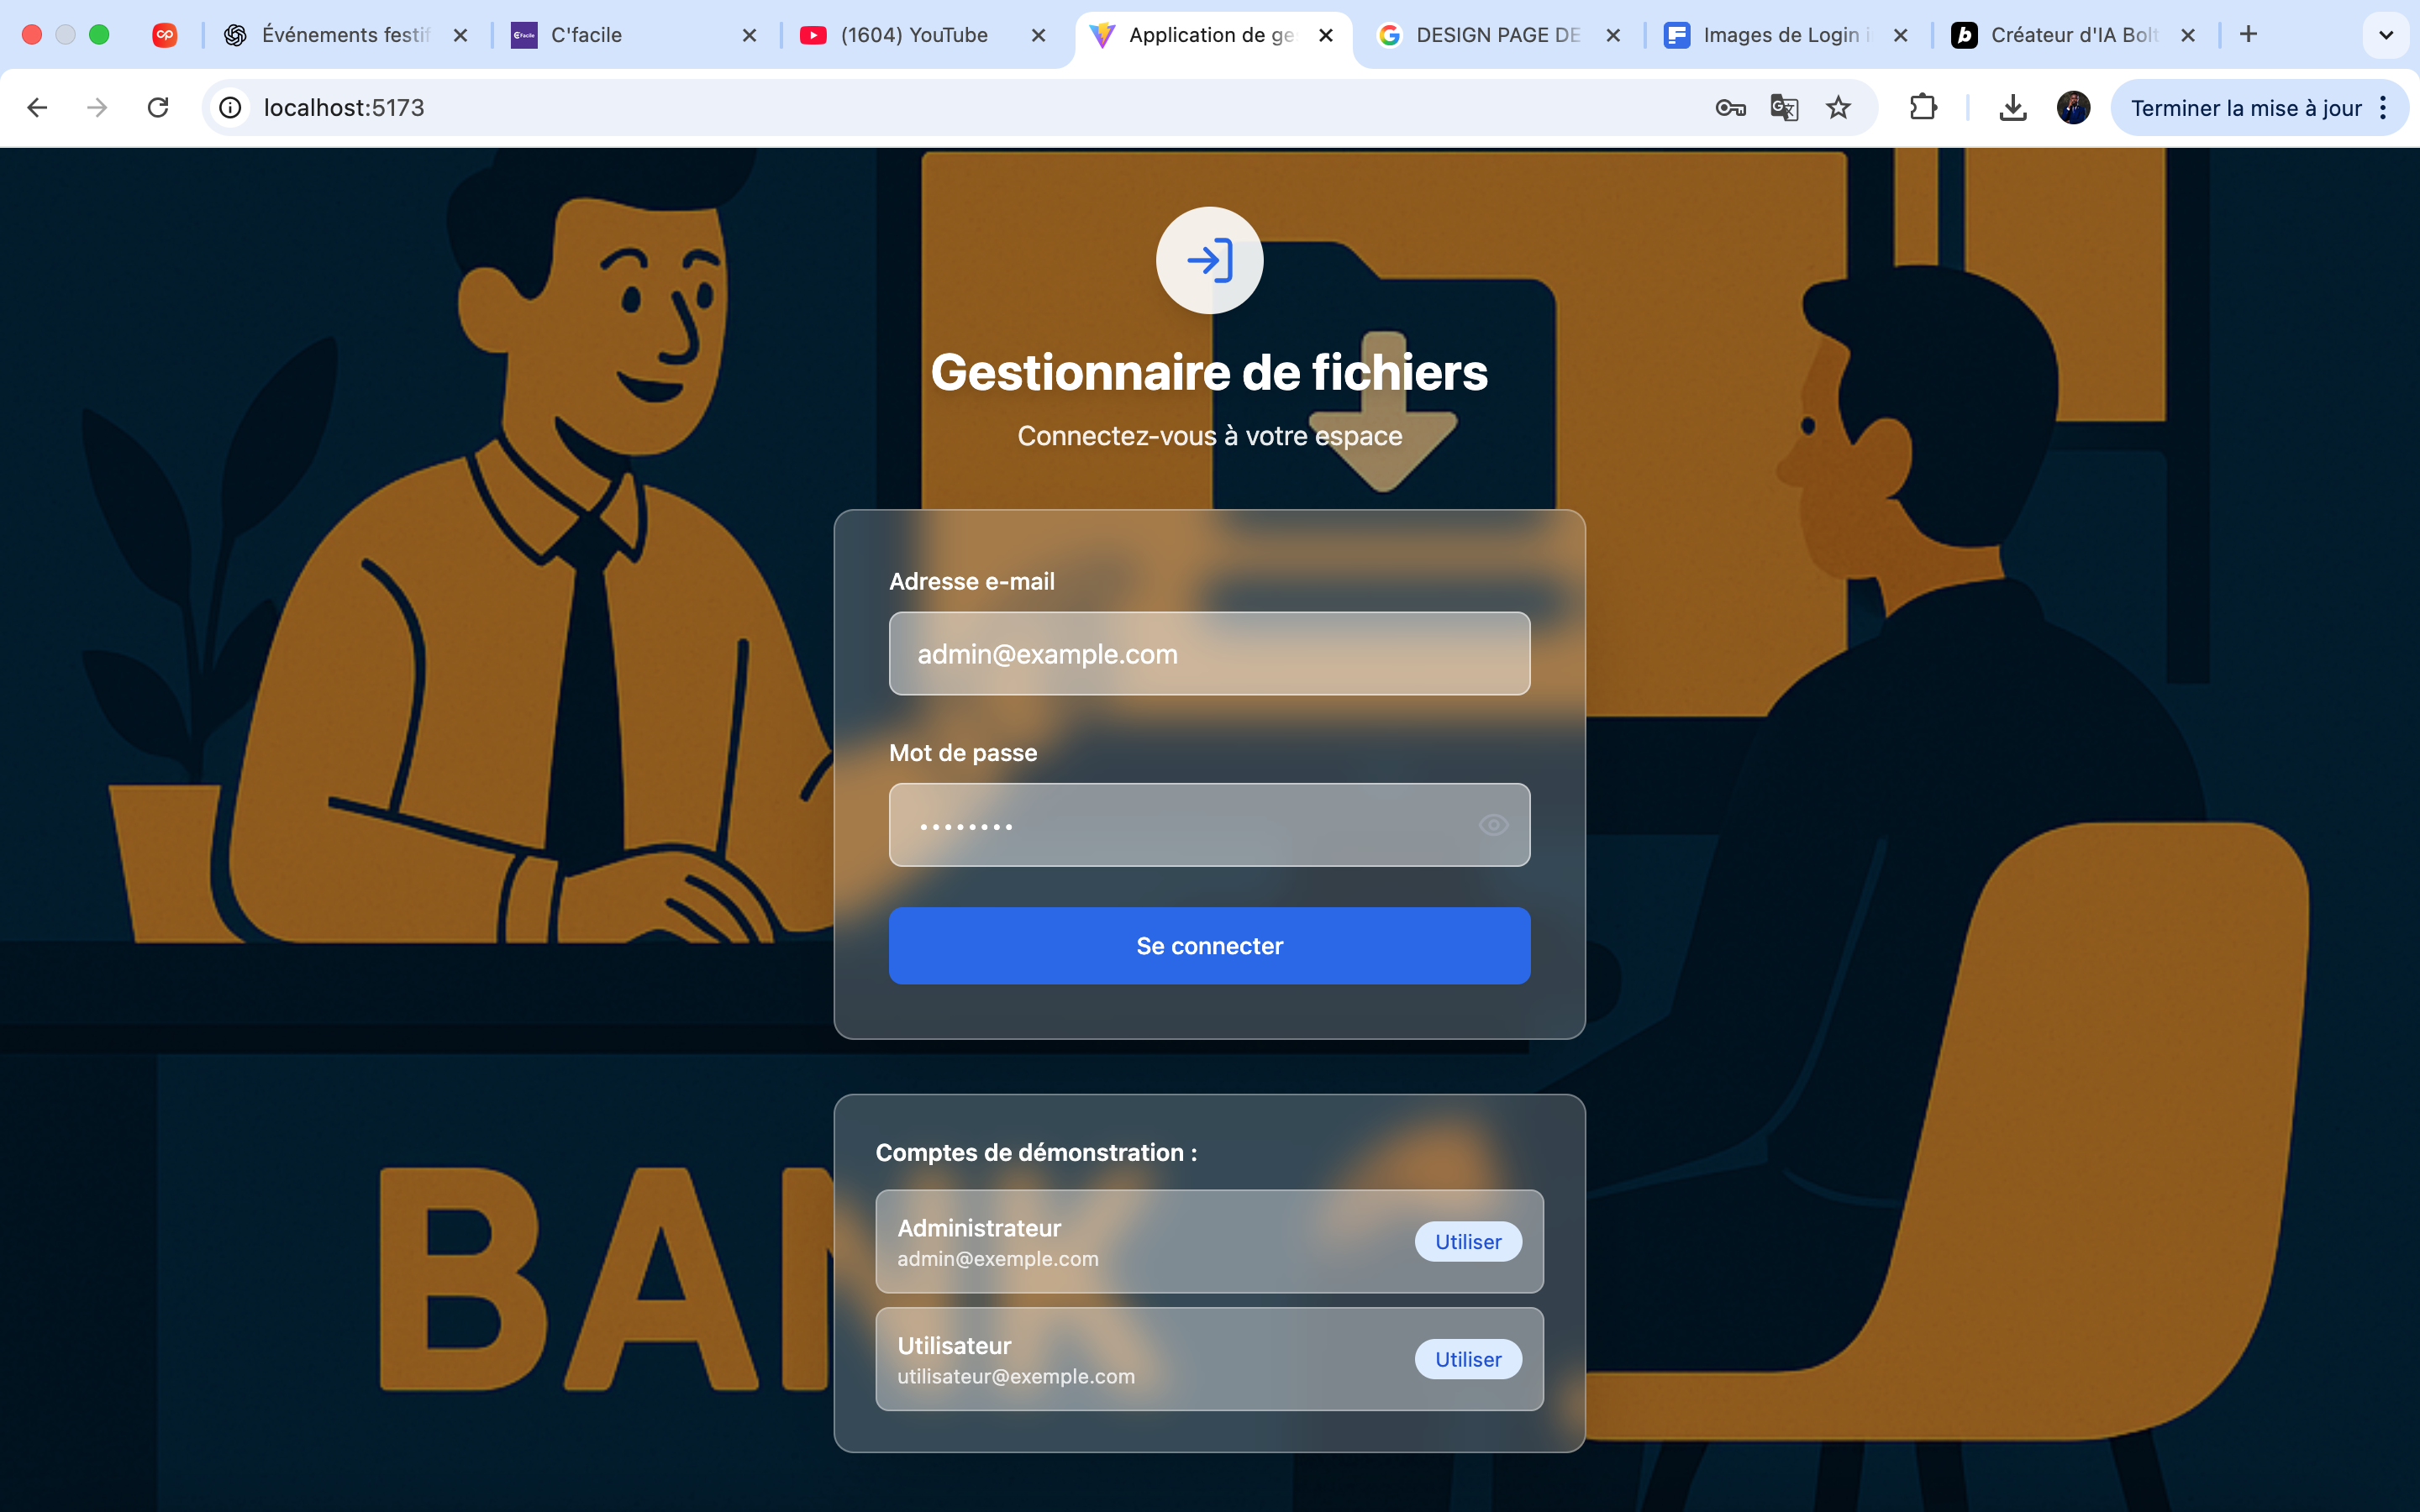 Événements festif
C'facile
(1604) YouTube
Application de ge
DESIGN PAGE DE
Images de Login i
Créateur d'IA Bolt
localhost:5173
Terminer la mise à jour
Gestionnaire de fichiers
Connectez-vous à votre espace
Adresse e-mail
admin@example.com
Mot de passe
Se connecter
BANK
Comptes de démonstration :
Administrateur
admin@exemple.com
Utiliser
Utilisateur
utilisateur@exemple.com
Utiliser